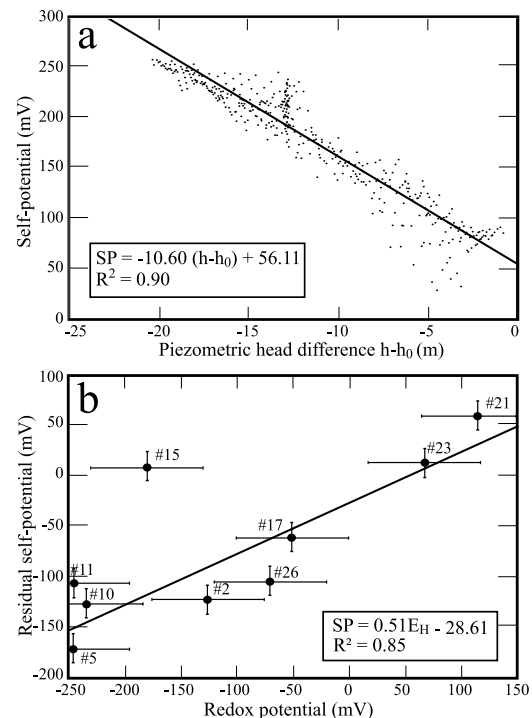 a
300
250
200
150
100
50
0
Self-potential (mV)
SP = -10.60 (h-h₀) + 56.11
R² = 0.90
-25 -20 -15 -10 -5 0
Piezometric head difference h-h₀ (m)
b
100
50
0
-50
-100
-150
-200
Residual self-potential (mV)
#21
#23
#15
#17
#11
#10
#2
#26
#5
SP = 0.51E_H - 28.61
R² = 0.85
-250 -200 -150 -100 -50 0 50 100 150
Redox potential (mV)